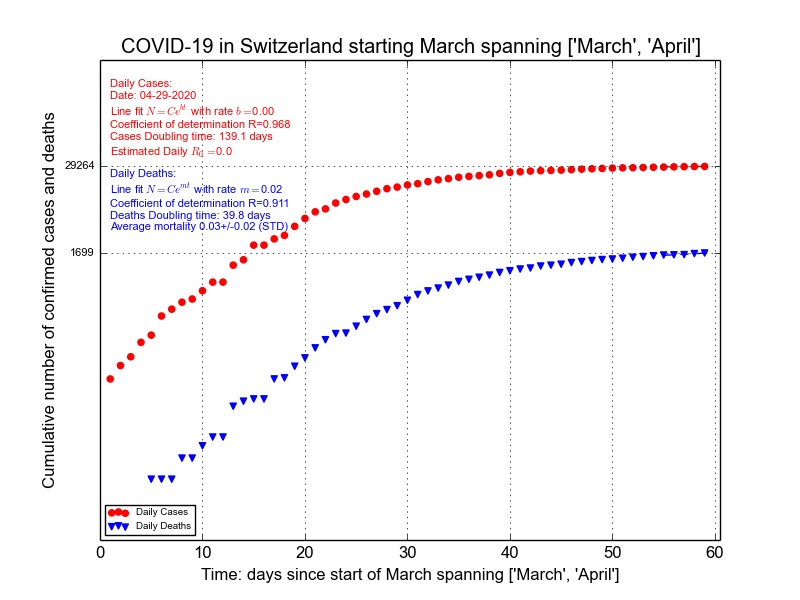 COVID-19 in Switzerland starting March spanning ['March', 'April']
Daily Cases:
Date: 04-29-2020
Line fit N = Ce^{bt} with rate b =0.00
Coefficient of determination R=0.968
Cases Doubling time: 139.1 days
Estimated Daily R_0 =0.0
Daily Deaths:
Line fit N = Ce^{mt} with rate m =0.02
Coefficient of determination R=0.911
Deaths Doubling time: 39.8 days
Average mortality 0.03+/-0.02 (STD)
29264
1699
Cumulative number of confirmed cases and deaths
Daily Cases
Daily Deaths
0 10 20 30 40 50 60
Time: days since start of March spanning ['March', 'April']